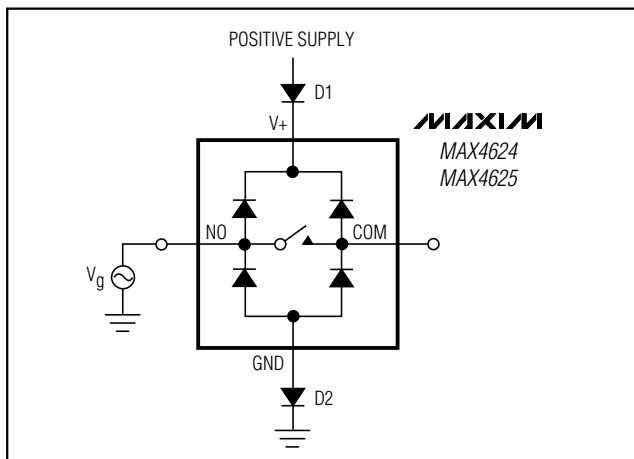 POSITIVE SUPPLY
D1
V+
MAXIM
MAX4624
MAX4625
NO
COM
Vg
GND
D2